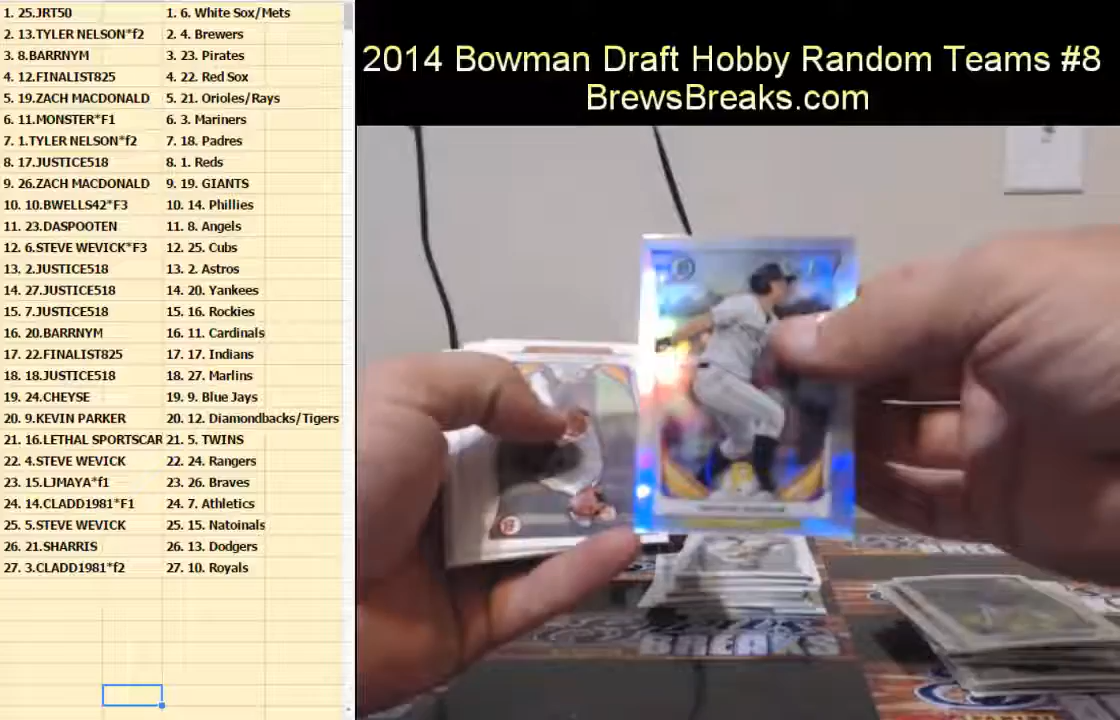 1. 25.JRT50 1. 6. White Sox/Mets
2. 13.TYLER NELSON*f2 2. 4. Brewers
3. 8.BARRNYM 3. 23. Pirates
4. 12.FINALIST825 4. 22. Red Sox
5. 19.ZACH MACDONALD 5. 21. Orioles/Rays
6. 11.MONSTER*F1 6. 3. Mariners
7. 1.TYLER NELSON*f2 7. 18. Padres
8. 17.JUSTICE518 8. 1. Reds
9. 26.ZACH MACDONALD 9. 19. GIANTS
10. 10.BWELLS42*F3 10. 14. Phillies
11. 23.DASPOOTEN 11. 8. Angels
12. 6.STEVE WEVICK*F3 12. 25. Cubs
13. 2.JUSTICE518 13. 2. Astros
14. 27.JUSTICE518 14. 20. Yankees
15. 7.JUSTICE518 15. 16. Rockies
16. 20.BARRNYM 16. 11. Cardinals
17. 22.FINALIST825 17. 17. Indians
18. 18.JUSTICE518 18. 27. Marlins
19. 24.CHEYSE 19. 9. Blue Jays
20. 9.KEVIN PARKER 20. 12. Diamondbacks/Tigers
21. 16.LETHAL SPORTSCAR 21. 5. TWINS
22. 4.STEVE WEVICK 22. 24. Rangers
23. 15.LJMAYA*f1 23. 26. Braves
24. 14.CLADD1981*F1 24. 7. Athletics
25. 5.STEVE WEVICK 25. 15. Natoinals
26. 21.SHARRIS 26. 13. Dodgers
27. 3.CLADD1981*f2 27. 10. Royals
2014 Bowman Draft Hobby Random Teams #8
BrewsBreaks.com
BREAKS